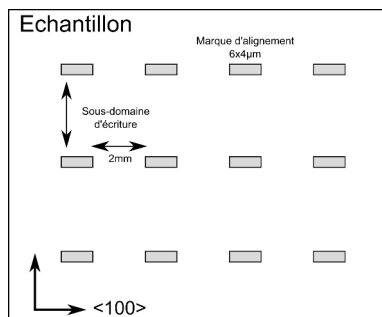 Echantillon
Marque d'alignement
6x4µm
Sous-domaine
d'écriture
2mm
<100>